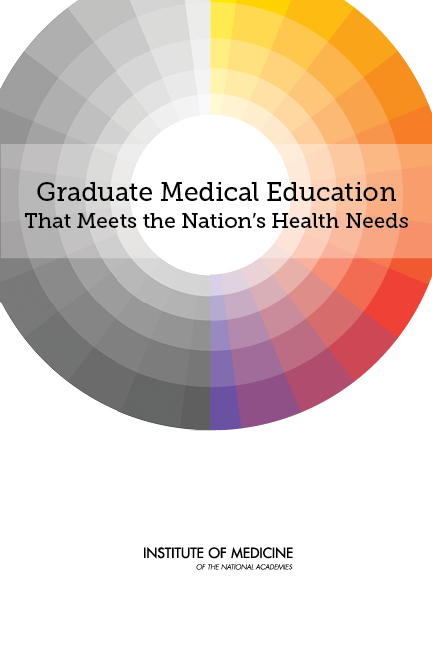 Graduate Medical Education
That Meets the Nation's Health Needs
INSTITUTE OF MEDICINE
OF THE NATIONAL ACADEMIES